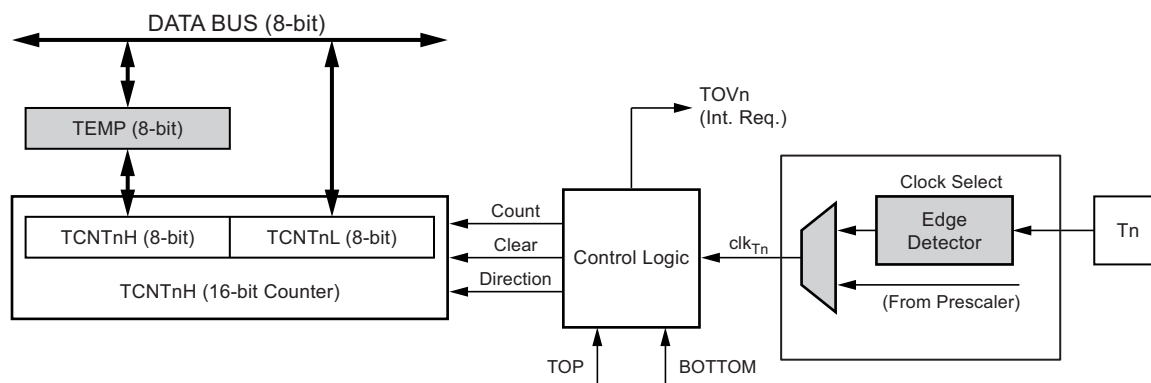 DATA BUS (8-bit)
TEMP (8-bit)
TCNTnH (8-bit)
TCNTnL (8-bit)
TCNTnH (16-bit Counter)
Count
Clear
Direction
TOVn
(Int. Req.)
Control Logic
TOP
BOTTOM
clkTn
Clock Select
Edge
Detector
(From Prescaler)
Tn